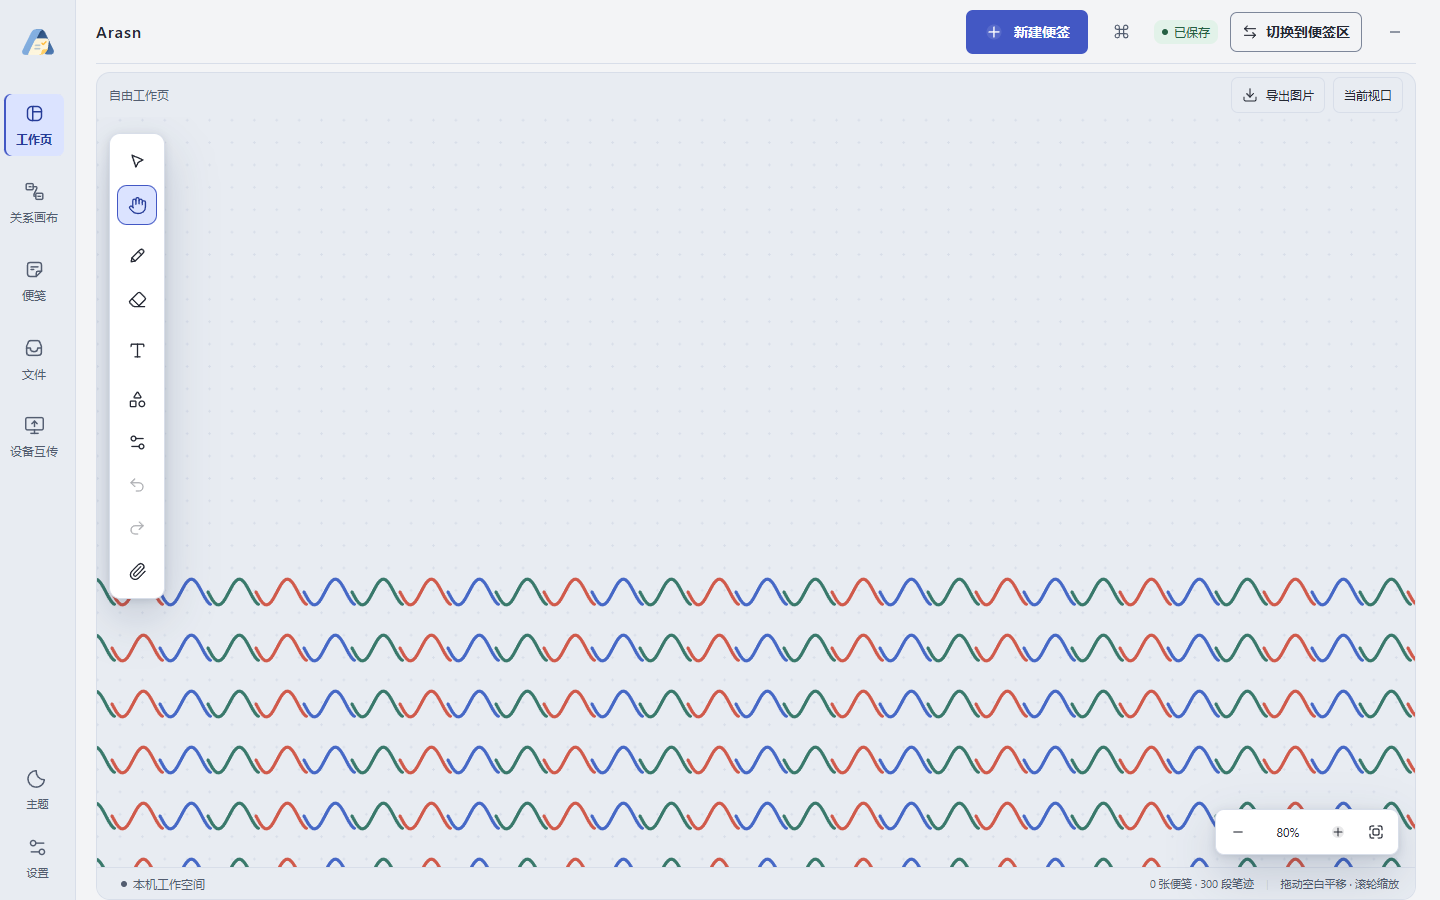 Arasn
新建便签
已保存
切换到便签区
工作页
关系画布
便笺
文件
设备互传
主题
设置
自由工作页
导出图片
当前视口
80%
本机工作空间
0 张便笺 · 300 段笔迹
拖动空白平移 · 滚轮缩放